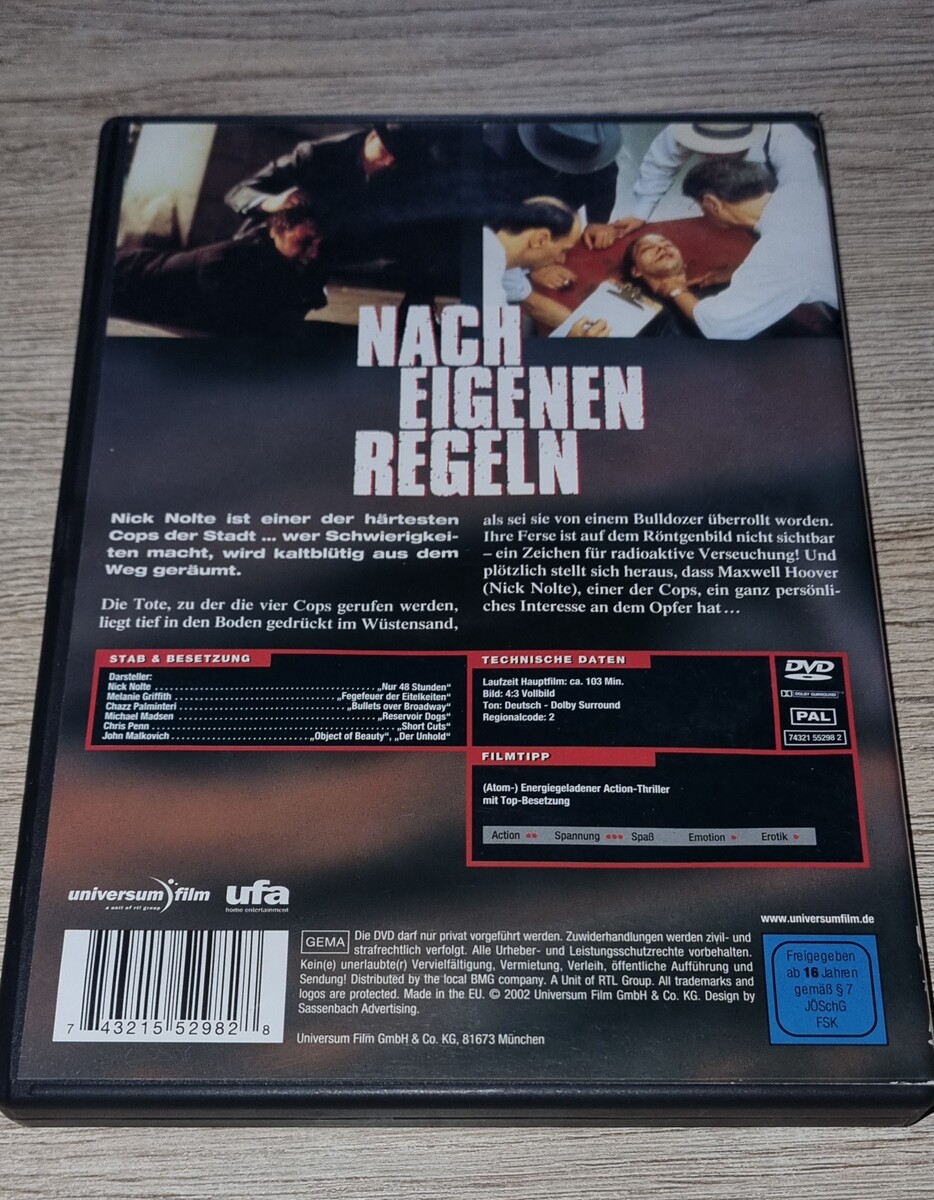 NACH
EIGENEN
REGELN
Nick Nolte ist einer der härtesten
Cops der Stadt ... wer Schwierigkei-
ten macht, wird kaltblütig aus dem
Weg geräumt.
Die Tote, zu der die vier Cops gerufen werden,
liegt tief in den Boden gedrückt im Wüstensand,
als sei sie von einem Bulldozer überrollt worden.
Ihre Ferse ist auf dem Röntgenbild nicht sichtbar
– ein Zeichen für radioaktive Verseuchung! Und
plötzlich stellt sich heraus, dass Maxwell Hoover
(Nick Nolte), einer der Cops, ein ganz persönli-
ches Interesse an dem Opfer hat ...
STAB & BESETZUNG
Darsteller:
Nick Nolte „Nur 48 Stunden“
Melanie Griffith „Fegefeuer der Eitelkeiten“
Chazz Palminteri „Bullets over Broadway“
Michael Madsen „Reservoir Dogs“
Chris Penn „Short Cuts“
John Malkovich „Object of Beauty“, „Der Unhold“
TECHNISCHE DATEN
Laufzeit Hauptfilm: ca. 103 Min.
Bild: 4:3 Vollbild
Ton: Deutsch - Dolby Surround
Regionalcode: 2
DVD
DOLBY SURROUND
PAL
74321 55298 2
FILMTIPP
(Atom-) Energiegeladener Action-Thriller
mit Top-Besetzung
Action Spannung Spaß Emotion Erotik
universum film
a unit of rtl group
ufa
home entertainment
www.universumfilm.de
GEMA
Die DVD darf nur privat vorgeführt werden. Zuwiderhandlungen werden zivil- und
strafrechtlich verfolgt. Alle Urheber- und Leistungsschutzrechte vorbehalten.
Kein(e) unerlaubte(r) Vervielfältigung, Vermietung, Verleih, öffentliche Aufführung und
Sendung! Distributed by the local BMG company. A Unit of RTL Group. All trademarks and
logos are protected. Made in the EU. © 2002 Universum Film GmbH & Co. KG. Design by
Sassenbach Advertising.
Universum Film GmbH & Co. KG, 81673 München
7 43215 52982 8
Freigegeben
ab 16 Jahren
gemäß § 7
JÖSchG
FSK